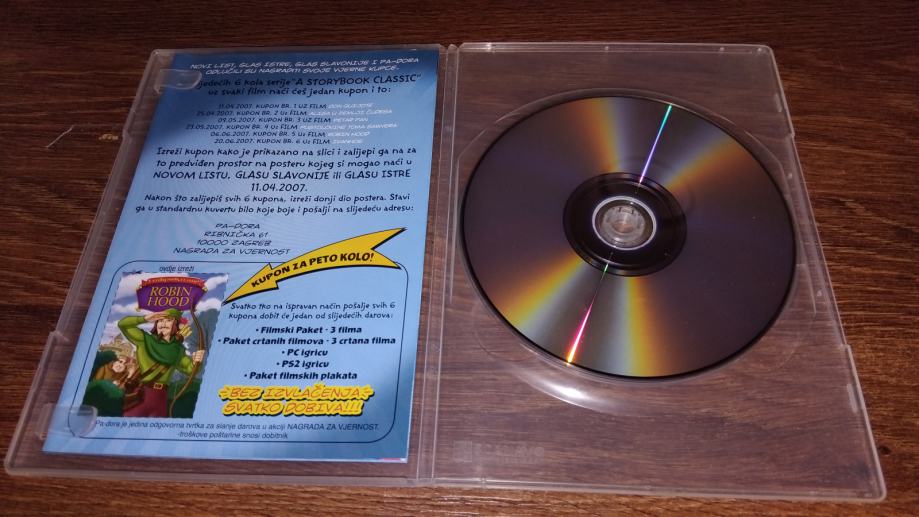 NOVI LIST, GLAS ISTRE, GLAS SLAVONIJE I PA-DORA
ODLUČILI SU NAGRADITI SVOJE VJERNE KUPCE.
jedećih 6 kola serije "A STORYBOOK CLASSIC"
uz svaki film naći ćeš jedan kupon i to:
11.04.2007. KUPON BR. 1 UZ FILM DON QUIJOTE
25.04.2007. KUPON BR. 2 UZ FILM ALISA U ZEMLJI ČUDESA
09.05.2007. KUPON BR. 3 UZ FILM PETAR PAN
23.05.2007. KUPON BR. 4 UZ FILM PUSTOLOVINE TOMA SAWYERA
06.06.2007. KUPON BR. 5 UZ FILM ROBIN HOOD
20.06.2007. KUPON BR. 6 UZ FILM IVANHOE
Izreži kupon kako je prikazano na slici i zalijepi ga na za
to predviđen prostor na posteru kojeg si mogao naći u
NOVOM LISTU, GLASU SLAVONIJE ili GLASU ISTRE
11.04.2007.
Nakon što zalijepiš svih 6 kupona, izreži donji dio postera. Stavi
ga u standardnu kuvertu bilo koje boje i pošalji na slijedeću adresu:
PA-DORA
RIBNIČKA 61
10000 ZAGREB
NAGRADA ZA VJERNOST
KUPON ZA PETO KOLO!
ovdje izreži
ROBIN
HOOD
Svatko tko na ispravan način pošalje svih 6
kupona dobit će jedan od slijedećih darova:
• Filmski Paket - 3 filma
• Paket crtanih filmova - 3 crtana filma
• PC igricu
• PS2 igricu
• Paket filmskih plakata
BEZ IZVLAČENJA
SVATKO DOBIVA!!!
Pa-dora je jedina odgovorna tvrtka za slanje darova u akciji NAGRADA ZA VJERNOST.
-troškove poštarine snosi dobitnik